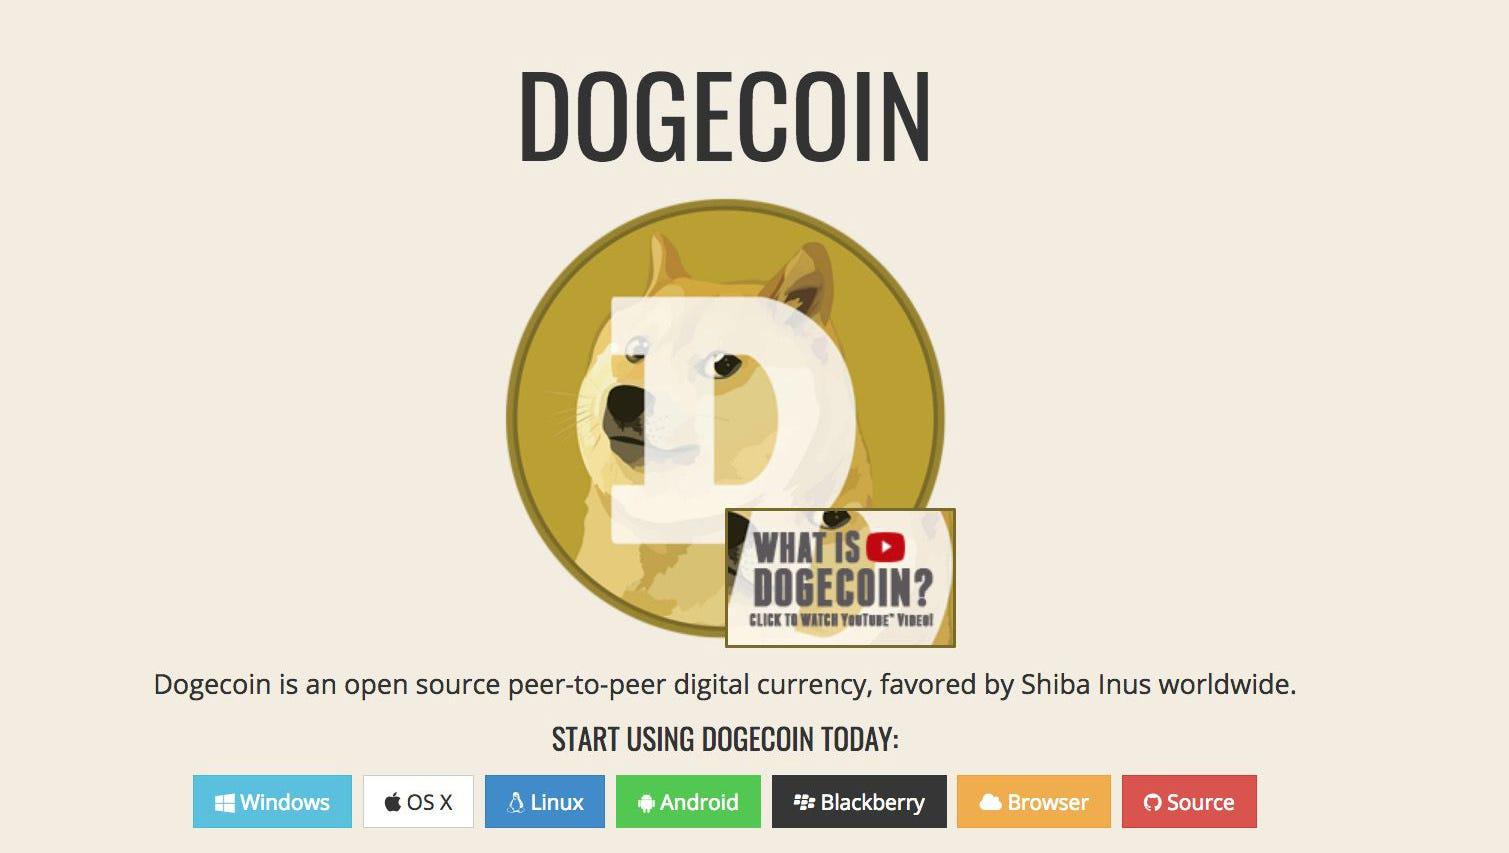 DOGECOIN
D
WHAT IS
DOGECOIN?
CLICK TO WATCH YOUTUBE™ VIDEO!
Dogecoin is an open source peer-to-peer digital currency, favored by Shiba Inus worldwide.
START USING DOGECOIN TODAY:
Windows OS X Linux Android Blackberry Browser Source